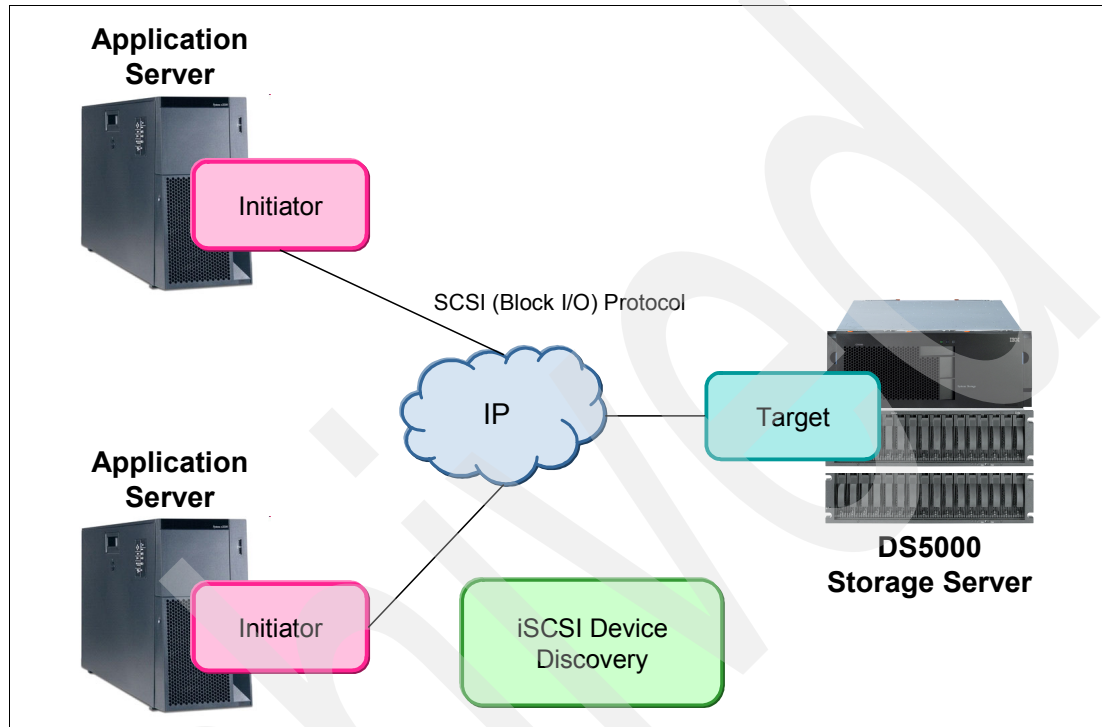 Application
Server
Initiator
SCSI (Block I/O) Protocol
IP
Target
Application
Server
DS5000
Storage Server
Initiator
iSCSI Device
Discovery